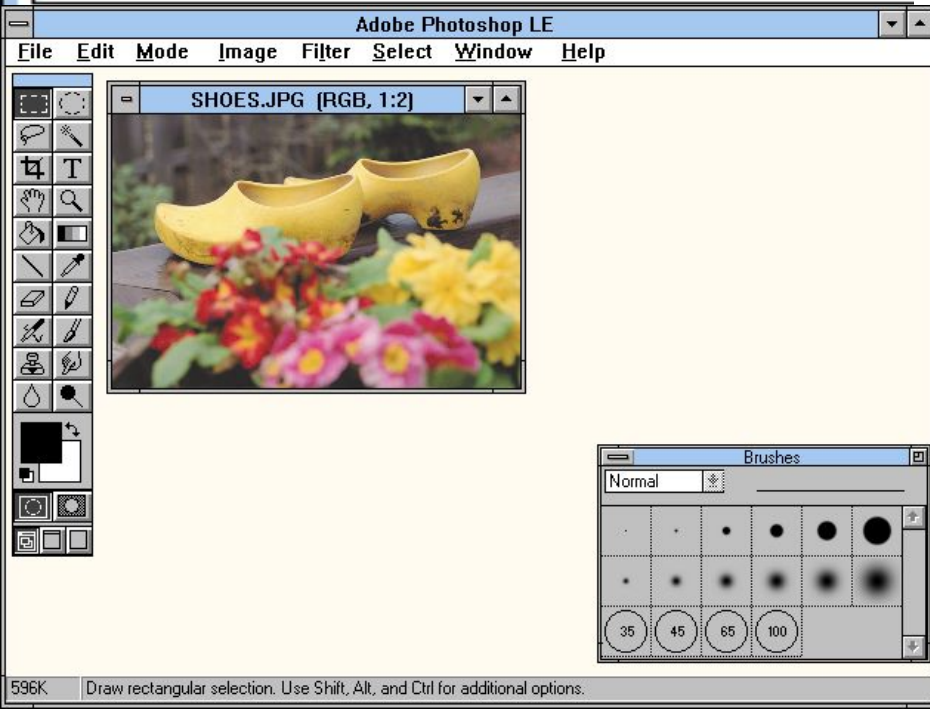 Adobe Photoshop LE
File Edit Mode Image Filter Select Window Help
SHOES.JPG (RGB, 1:2)
T
Brushes
Normal
35 45 65 100
596K Draw rectangular selection. Use Shift, Alt, and Ctrl for additional options.